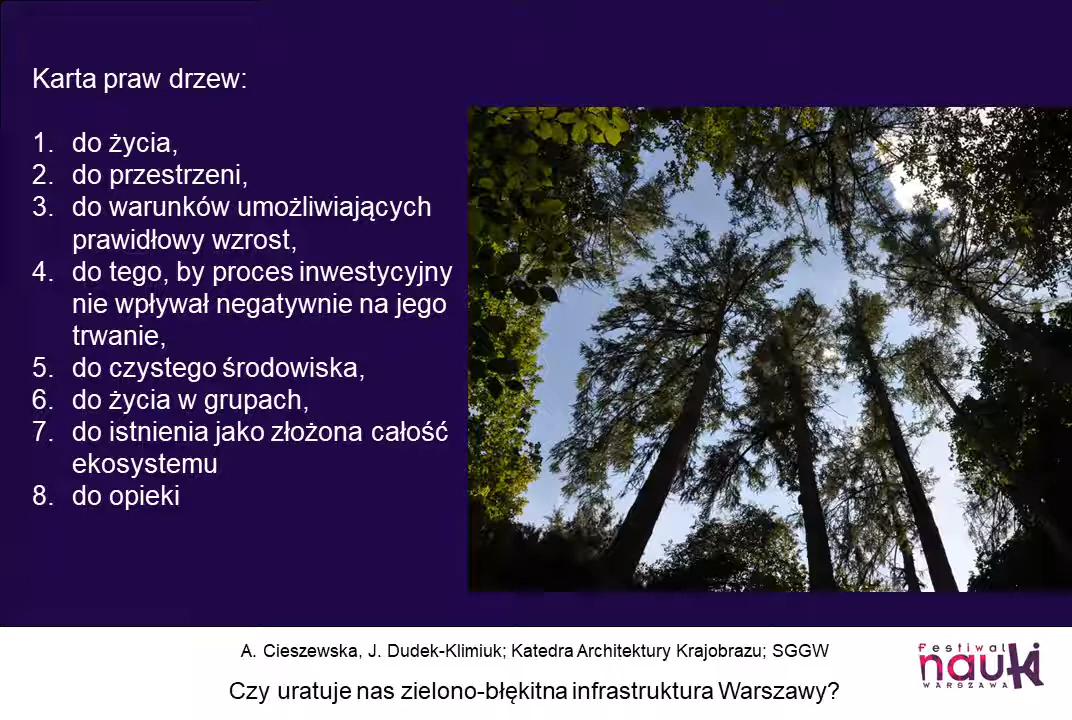 Karta praw drzew:
1. do życia,
2. do przestrzeni,
3. do warunków umożliwiających
prawidłowy wzrost,
4. do tego, by proces inwestycyjny
nie wpływał negatywnie na jego
trwanie,
5. do czystego środowiska,
6. do życia w grupach,
7. do istnienia jako złożona całość
ekosystemu
8. do opieki
A. Cieszewska, J. Dudek-Klimiuk; Katedra Architektury Krajobrazu; SGGW
Czy uratuje nas zielono-błękitna infrastruktura Warszawy?
festiwal
nauki
WARSZAWA